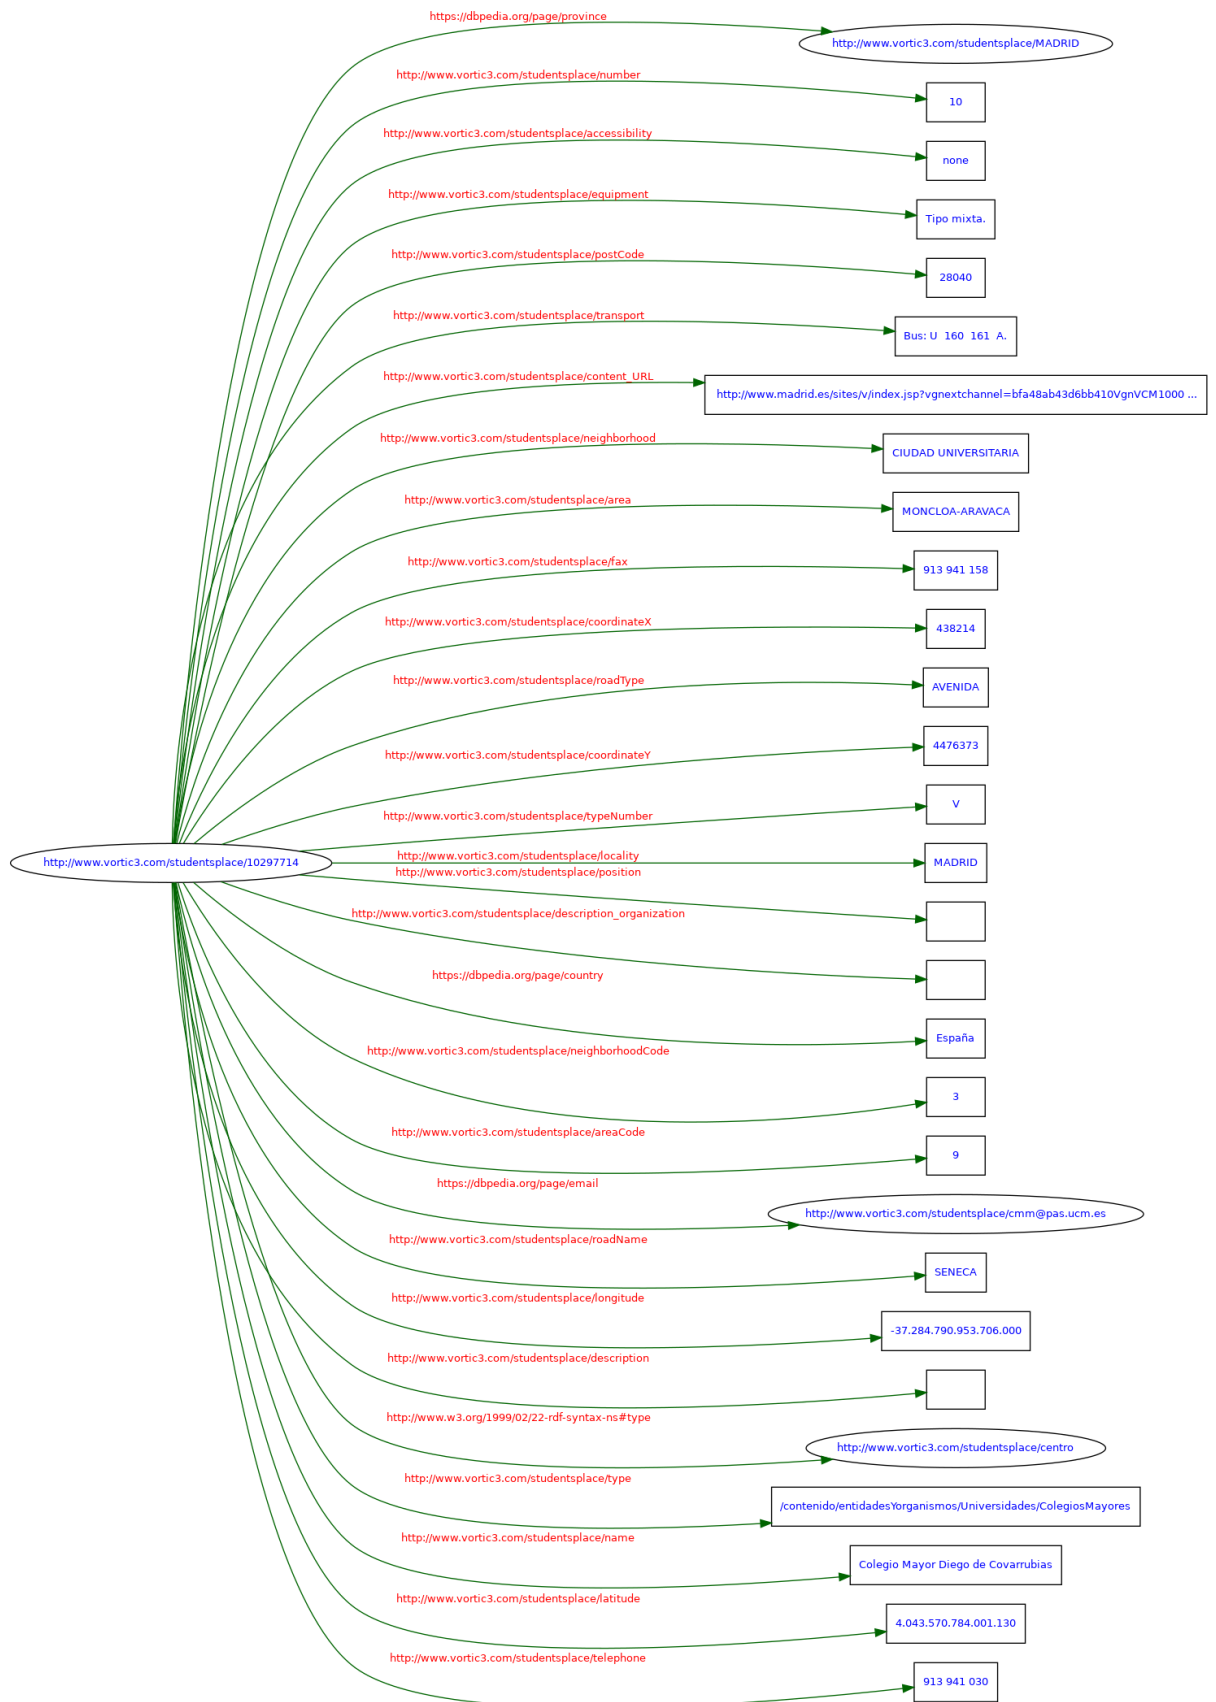 https://dbpedia.org/page/province
http://www.vortic3.com/studentsplace/MADRID
http://www.vortic3.com/studentsplace/number
10
http://www.vortic3.com/studentsplace/accessibility
none
http://www.vortic3.com/studentsplace/equipment
Tipo mixta.
http://www.vortic3.com/studentsplace/postCode
28040
http://www.vortic3.com/studentsplace/transport
Bus: U  160  161  A.
http://www.vortic3.com/studentsplace/content_URL
http://www.madrid.es/sites/v/index.jsp?vgnextchannel=bfa48ab43d6bb410VgnVCM1000 ...
http://www.vortic3.com/studentsplace/neighborhood
CIUDAD UNIVERSITARIA
http://www.vortic3.com/studentsplace/area
MONCLOA-ARAVACA
http://www.vortic3.com/studentsplace/fax
913 941 158
http://www.vortic3.com/studentsplace/coordinateX
438214
http://www.vortic3.com/studentsplace/roadType
AVENIDA
http://www.vortic3.com/studentsplace/coordinateY
4476373
http://www.vortic3.com/studentsplace/typeNumber
V
http://www.vortic3.com/studentsplace/10297714
http://www.vortic3.com/studentsplace/locality
MADRID
http://www.vortic3.com/studentsplace/position
http://www.vortic3.com/studentsplace/description_organization
https://dbpedia.org/page/country
España
http://www.vortic3.com/studentsplace/neighborhoodCode
3
http://www.vortic3.com/studentsplace/areaCode
9
https://dbpedia.org/page/email
http://www.vortic3.com/studentsplace/cmm@pas.ucm.es
http://www.vortic3.com/studentsplace/roadName
SENECA
http://www.vortic3.com/studentsplace/longitude
-37.284.790.953.706.000
http://www.vortic3.com/studentsplace/description
http://www.w3.org/1999/02/22-rdf-syntax-ns#type
http://www.vortic3.com/studentsplace/centro
http://www.vortic3.com/studentsplace/type
/contenido/entidadesYorganismos/Universidades/ColegiosMayores
http://www.vortic3.com/studentsplace/name
Colegio Mayor Diego de Covarrubias
http://www.vortic3.com/studentsplace/latitude
4.043.570.784.001.130
http://www.vortic3.com/studentsplace/telephone
913 941 030